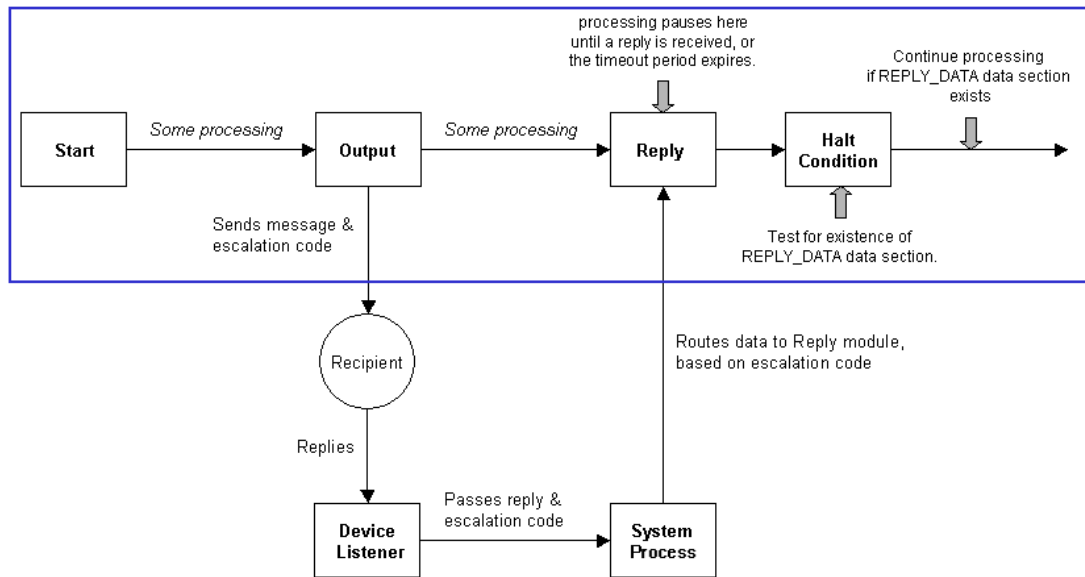 processing pauses here
until a reply is received, or
the timeout period expires.
Continue processing
if REPLY_DATA data section
exists
Start
Some processing
Output
Some processing
Reply
Halt
Condition
Sends message &
escalation code
Test for existence of
REPLY_DATA data section.
Recipient
Routes data to Reply module,
based on escalation code
Replies
Device
Listener
Passes reply &
escalation code
System
Process